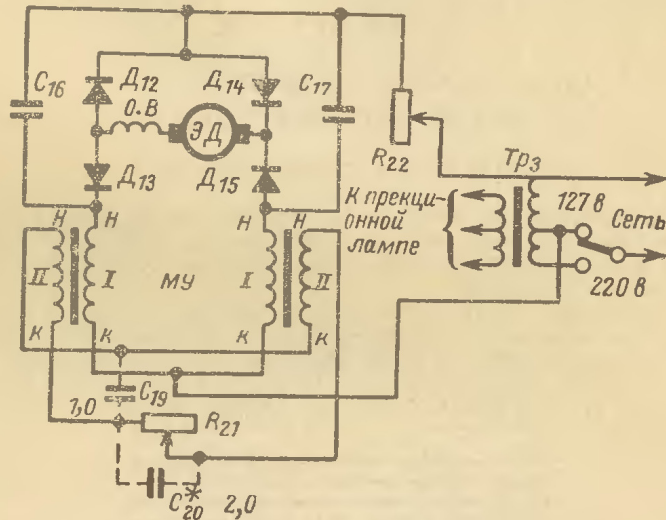 C₁₆
Д₁₂
Д₁₄
C₁₇
О.В
ЭД
Д₁₃
Д₁₅
R₂₂
Тр₃
К прекци-
онной
лампе
127 В
Сеть
220 В
Н
Н
Н
Н
II
I
МУ
I
II
К
К
К
К
C₁₉
1,0
R₂₁
C₂₀*
2,0